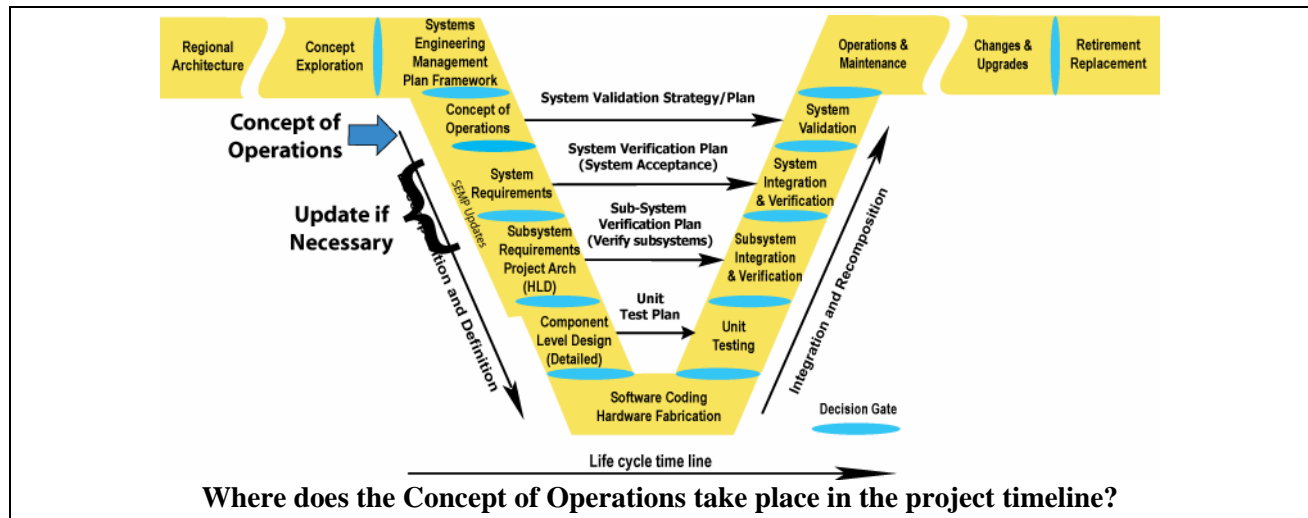 Regional
Architecture
Concept
Exploration
Systems
Engineering
Management
Plan Framework
Operations &
Maintenance
Changes &
Upgrades
Retirement
Replacement
Concept of
Operations
System Validation Strategy/Plan
System
Validation
Concept of
Operations
System Verification Plan
(System Acceptance)
System
Requirements
System
Integration
& Verification
SEMP Updates
Update if
Necessary
Sub-System
Verification Plan
(Verify subsystems)
Subsystem
Requirements
Project Arch
(HLD)
Subsystem
Integration
& Verification
and Definition
Integration and Recomposition
Unit
Test Plan
Component
Level Design
(Detailed)
Unit
Testing
Software Coding
Hardware Fabrication
Decision Gate
Life cycle time line
Where does the Concept of Operations take place in the project timeline?